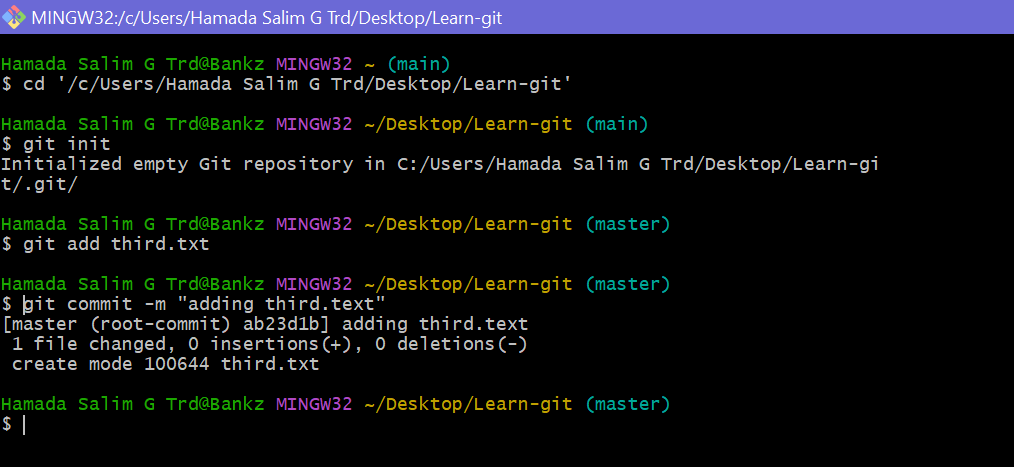 MINGW32:/c/Users/Hamada Salim G Trd/Desktop/Learn-git
Hamada Salim G Trd@Bankz MINGW32 ~ (main)
$ cd '/c/Users/Hamada Salim G Trd/Desktop/Learn-git'
Hamada Salim G Trd@Bankz MINGW32 ~/Desktop/Learn-git (main)
$ git init
Initialized empty Git repository in C:/Users/Hamada Salim G Trd/Desktop/Learn-gi
t/.git/
Hamada Salim G Trd@Bankz MINGW32 ~/Desktop/Learn-git (master)
$ git add third.txt
Hamada Salim G Trd@Bankz MINGW32 ~/Desktop/Learn-git (master)
$ git commit -m "adding third.text"
[master (root-commit) ab23d1b] adding third.text
 1 file changed, 0 insertions(+), 0 deletions(-)
 create mode 100644 third.txt
Hamada Salim G Trd@Bankz MINGW32 ~/Desktop/Learn-git (master)
$